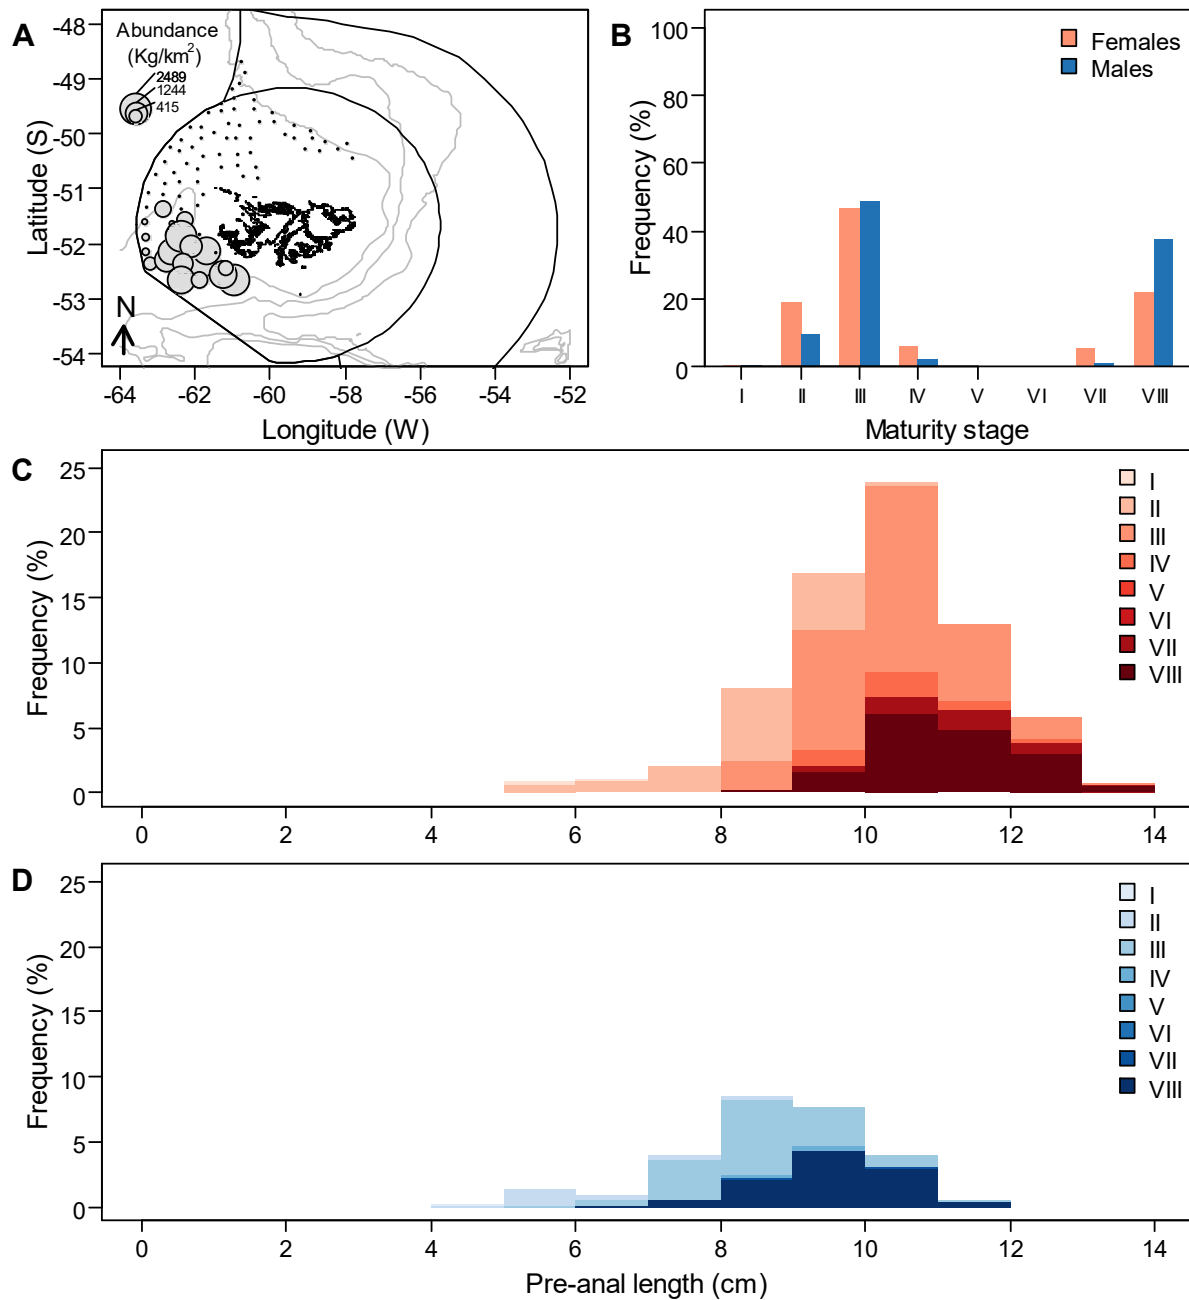 A
Abundance
(Kg/km²)
2489
1244
415
-48
-49
-50
-51
-52
-53
-54
Latitude (S)
N
-64 -62 -60 -58 -56 -54 -52
Longitude (W)
B
Females
Males
100
80
60
40
20
0
Frequency (%)
I II III IV V VI VII VIII
Maturity stage
C
25
20
15
10
5
0
Frequency (%)
I
II
III
IV
V
VI
VII
VIII
0 2 4 6 8 10 12 14
D
25
20
15
10
5
0
Frequency (%)
I
II
III
IV
V
VI
VII
VIII
0 2 4 6 8 10 12 14
Pre-anal length (cm)